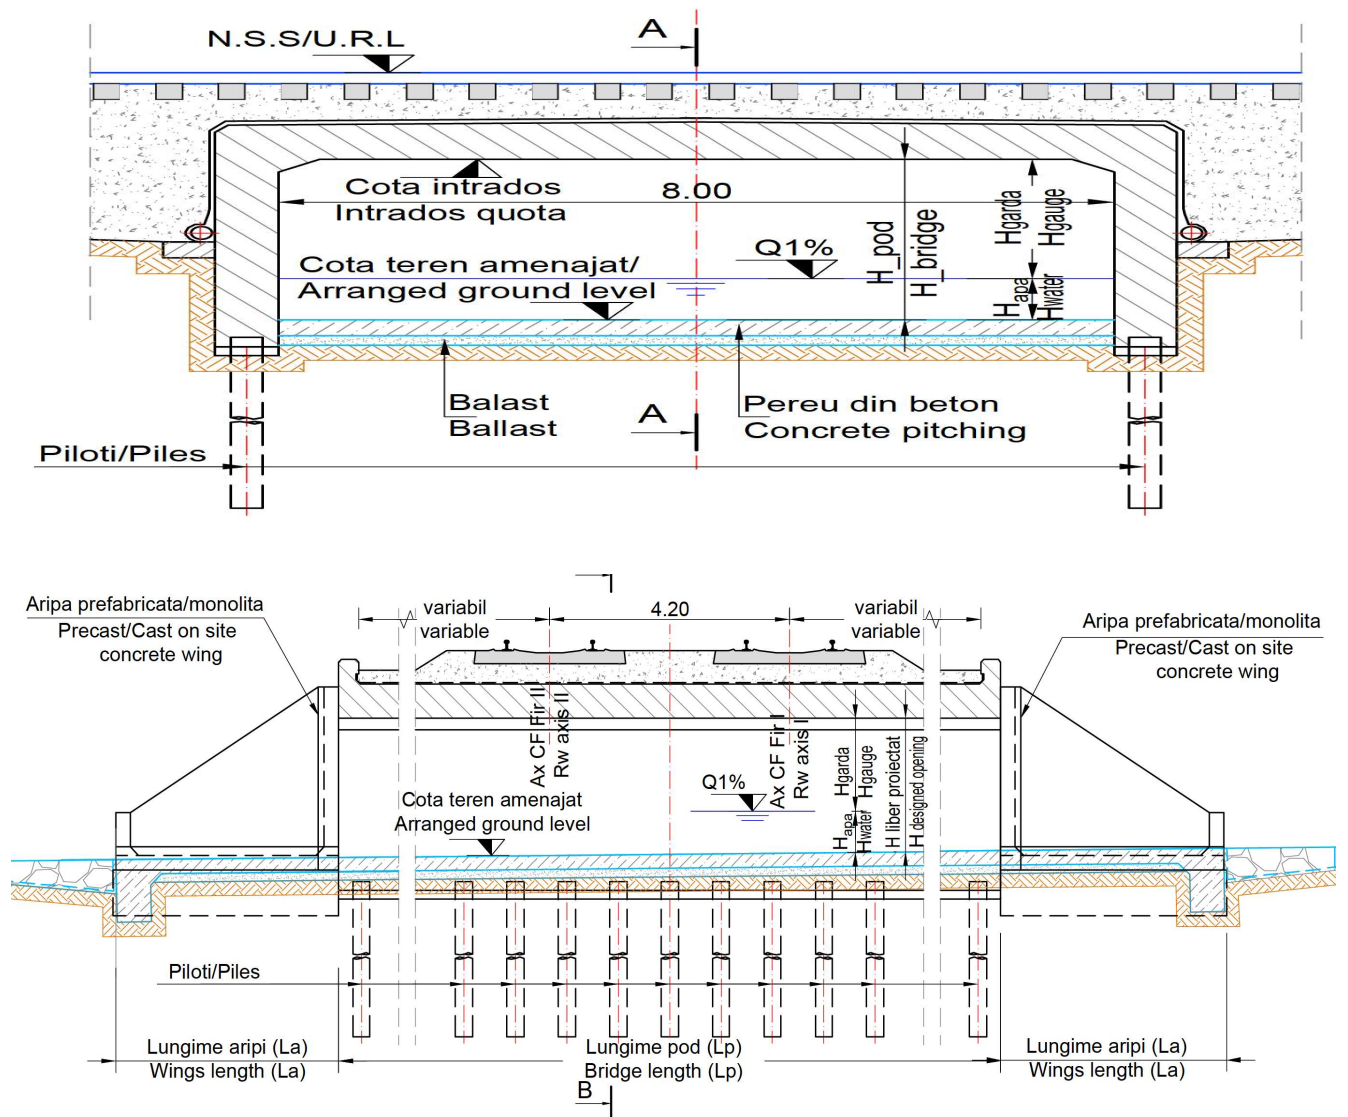 A
N.S.S/U.R.L
Cota intrados
Intrados quota
8.00
H_pod
H_bridge
Hgarda
Hgauge
Q1%
Cota teren amenajat/
Arranged ground level
Hapa
Hwater
Balast
Ballast
A
Pereu din beton
Concrete pitching
Piloti/Piles
Aripa prefabricata/monolita
Precast/Cast on site
concrete wing
variabil
variable
4.20
variabil
variable
Aripa prefabricata/monolita
Precast/Cast on site
concrete wing
Ax CF Fir II
Rw axis II
Ax CF Fir I
Rw axis I
Hgarda
Hgauge
H liber proiectat
H designed opening
Q1%
Cota teren amenajat
Arranged ground level
Hapa
Hwater
Piloti/Piles
Lungime aripi (La)
Wings length (La)
Lungime pod (Lp)
Bridge length (Lp)
Lungime aripi (La)
Wings length (La)
B